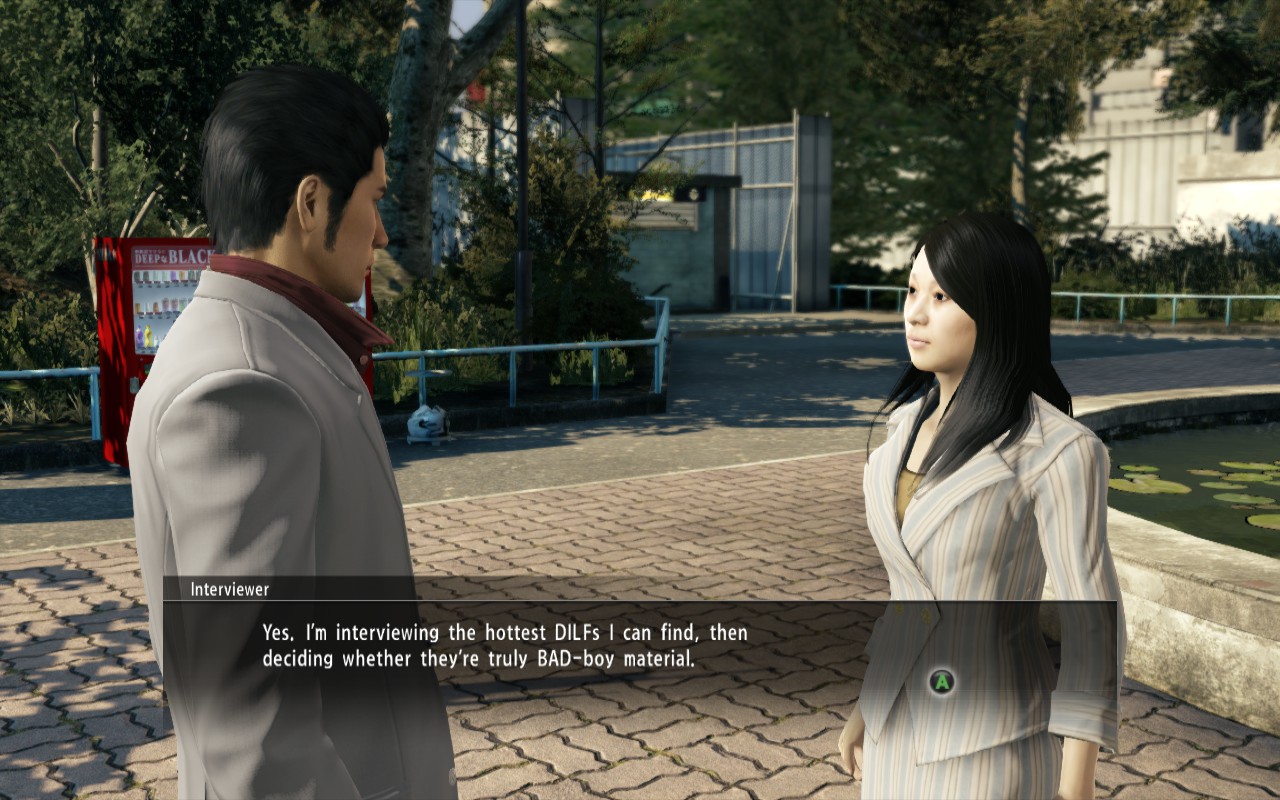 DEEP BLACK
Interviewer
Yes. I'm interviewing the hottest DILFs I can find, then
deciding whether they're truly BAD-boy material.
A